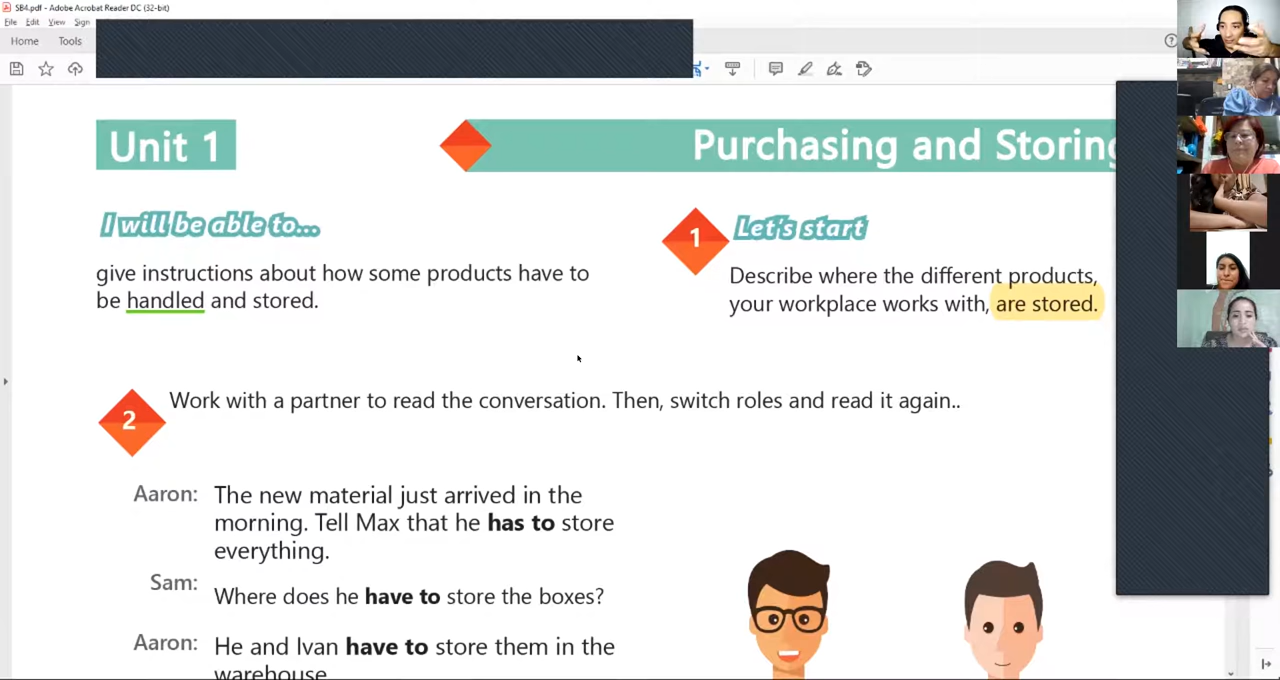 SB4.pdf - Adobe Acrobat Reader DC (32-bit)
File Edit View Sign
Home Tools
Unit 1
Purchasing and Storing
I will be able to...
give instructions about how some products have to
be handled and stored.
1
Let's start
Describe where the different products,
your workplace works with, are stored.
2
Work with a partner to read the conversation. Then, switch roles and read it again..
Aaron: The new material just arrived in the
morning. Tell Max that he has to store
everything.
Sam: Where does he have to store the boxes?
Aaron: He and Ivan have to store them in the
warehouse